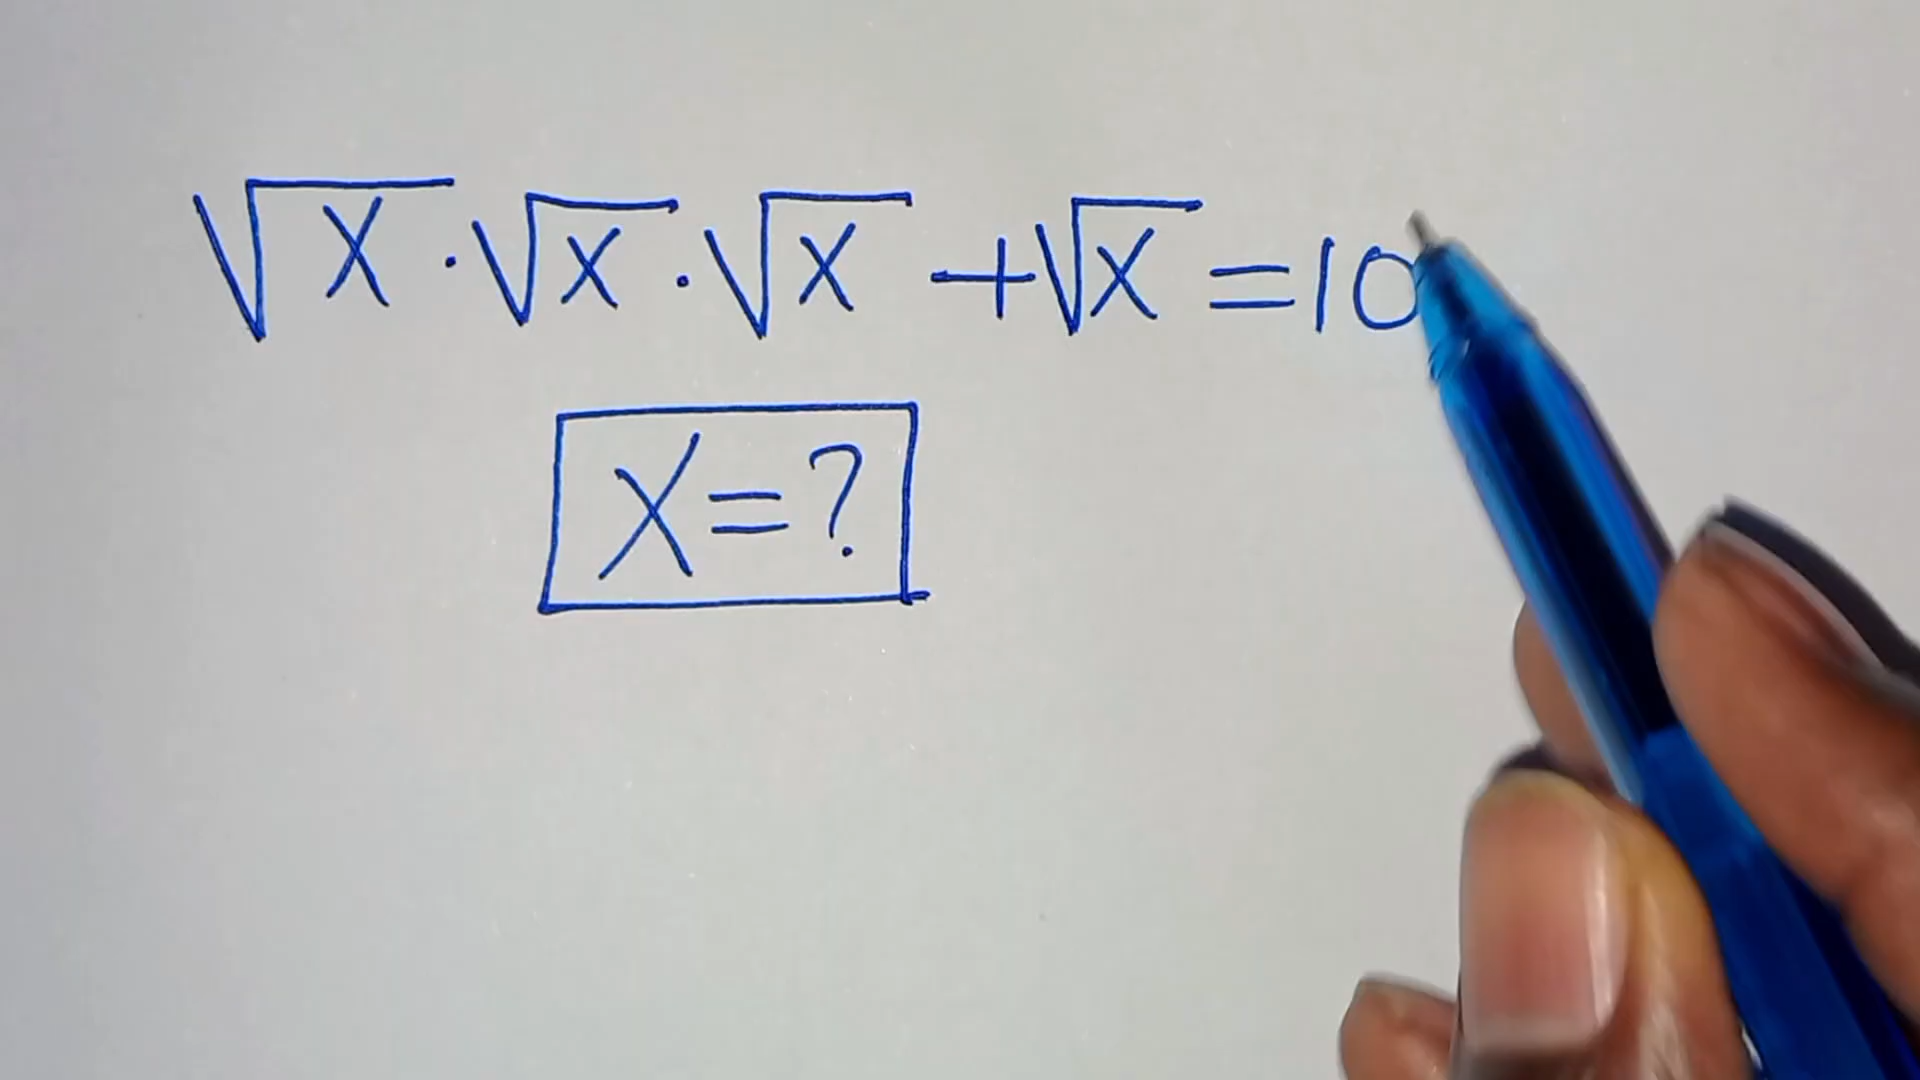 √x · √x · √x + √x = 10
x = ?